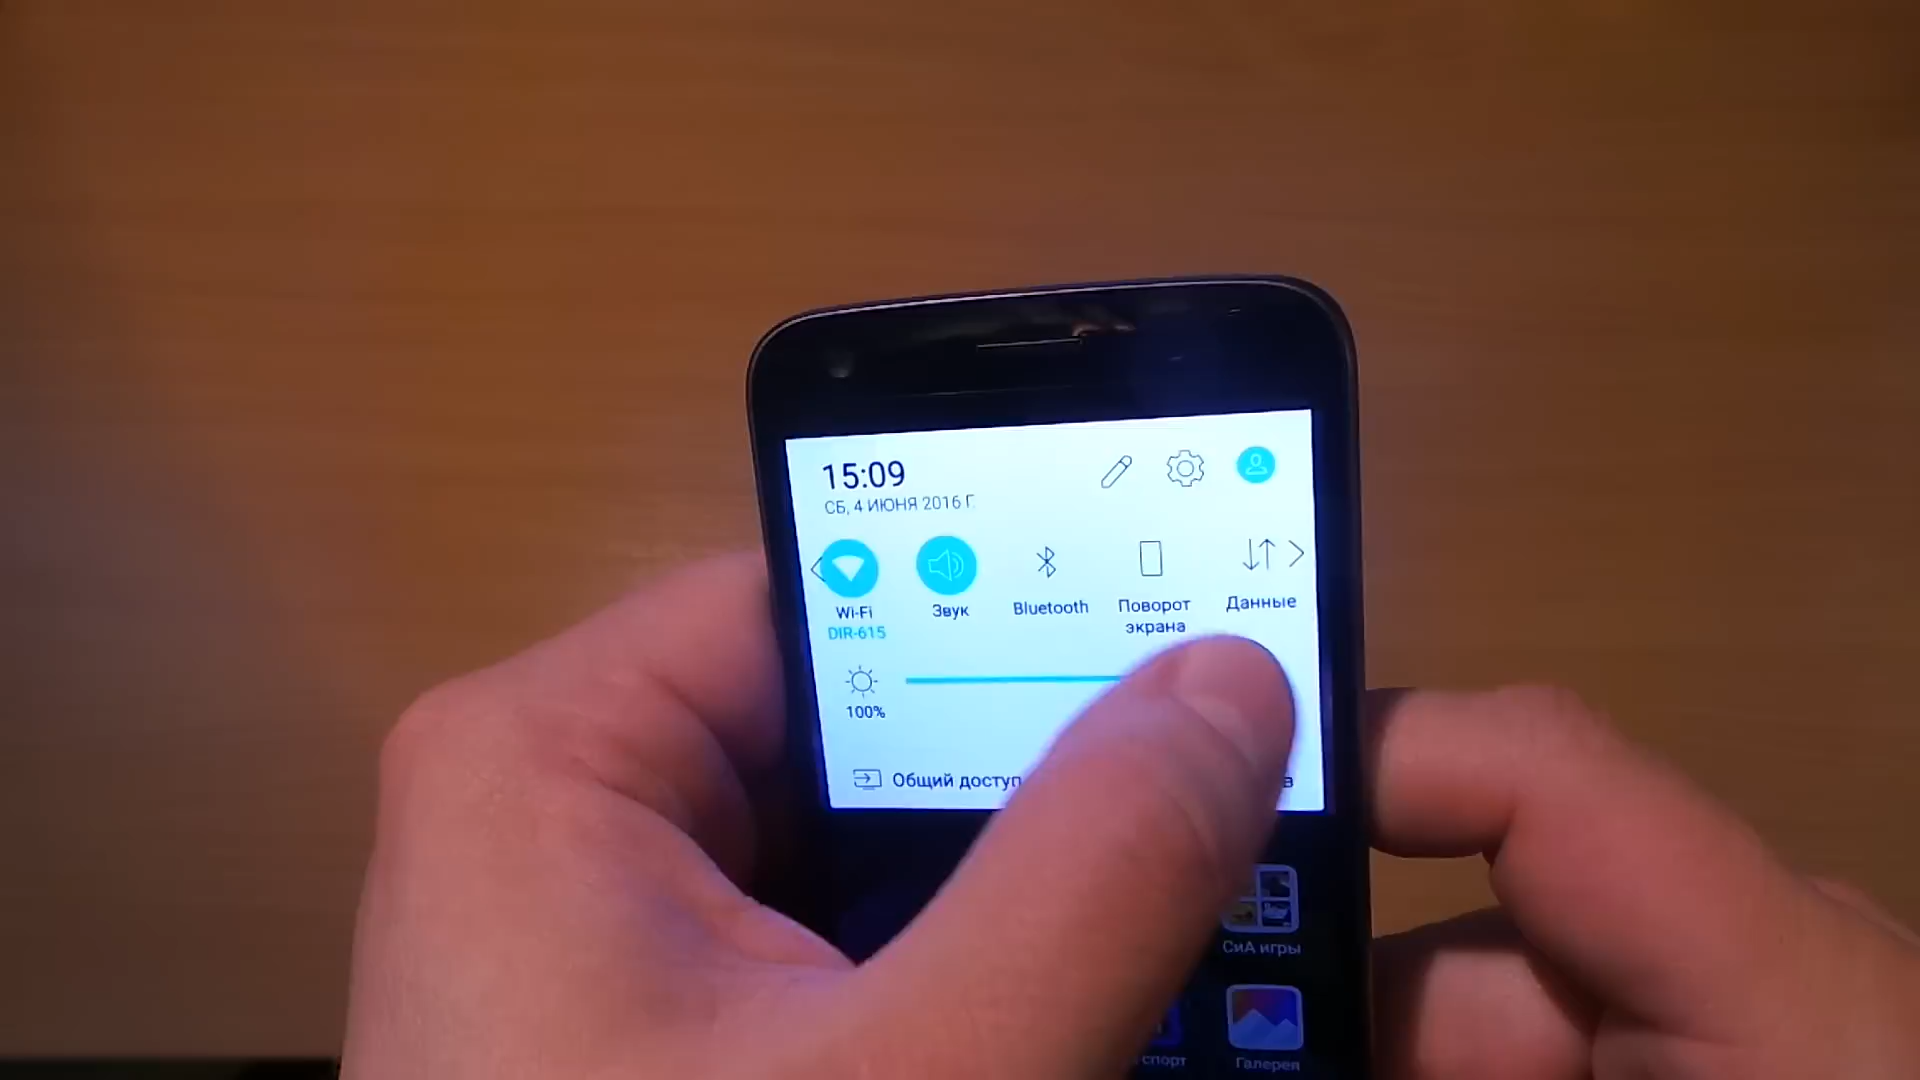 15:09
СБ, 4 ИЮНЯ 2016 Г.
Wi-Fi
DIR-615
Звук
Bluetooth
Поворот
экрана
Данные
100%
Общий доступ
СиА игры
спорт
Галерея